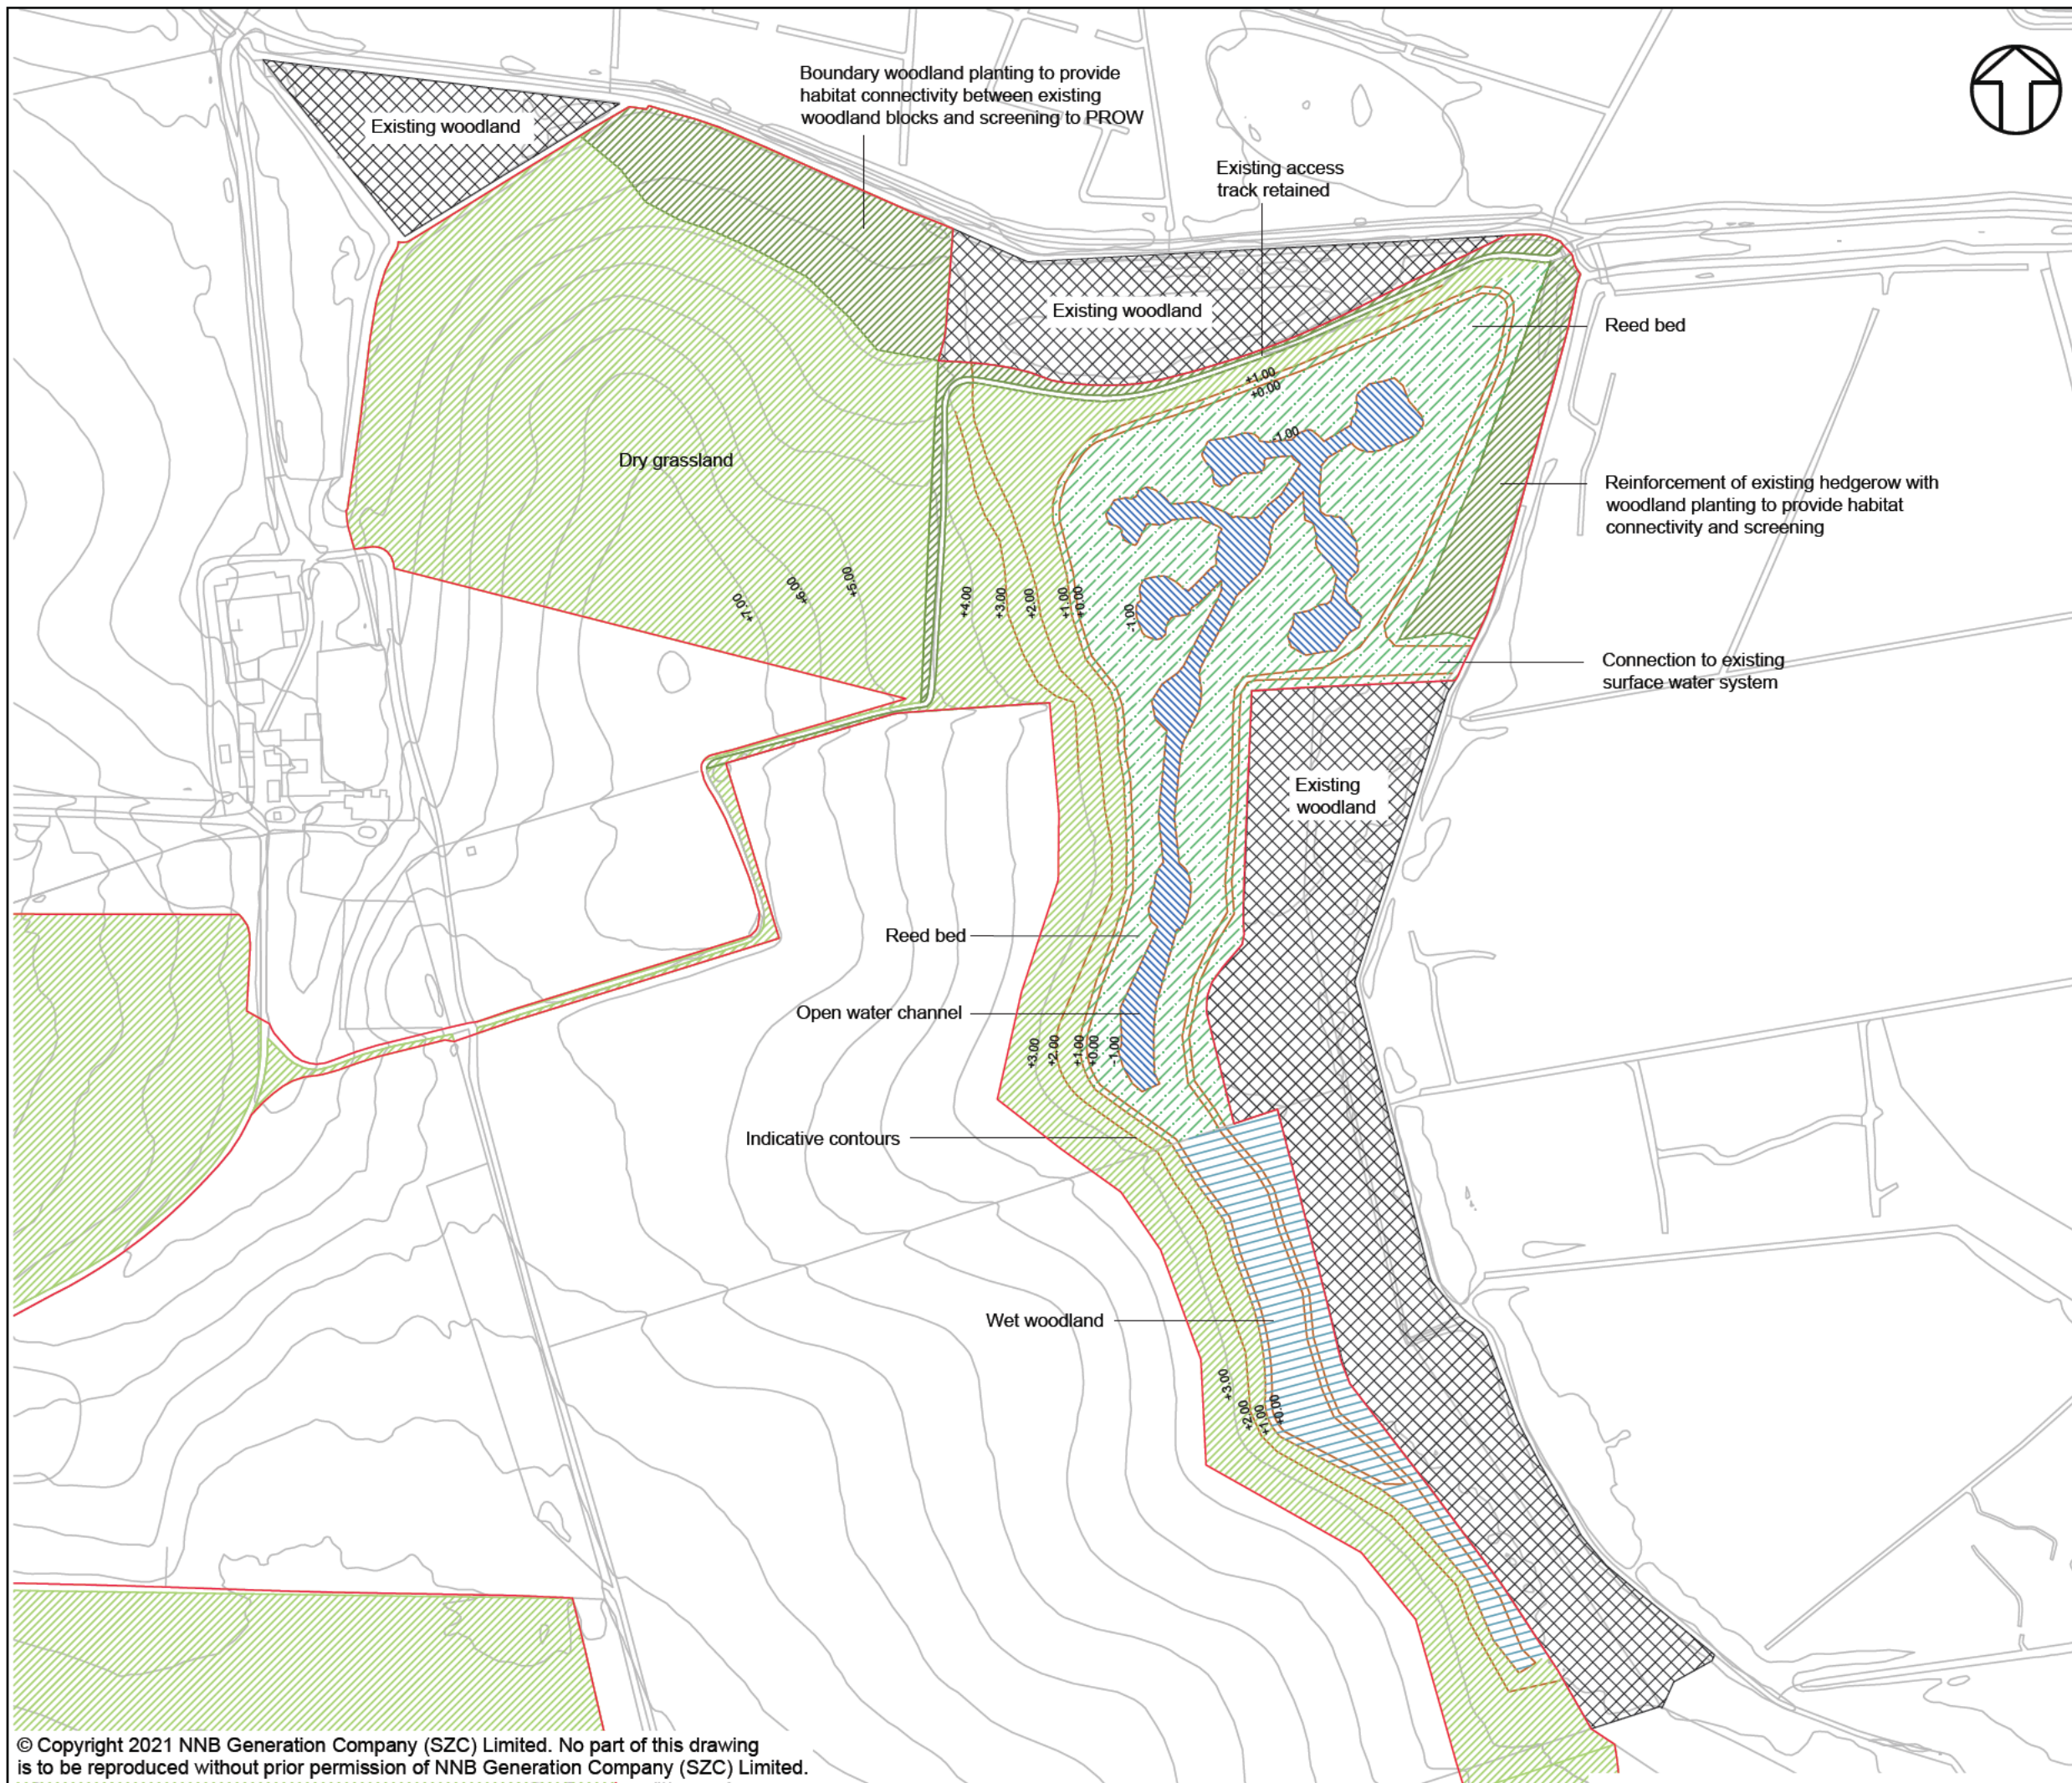 Boundary woodland planting to provide
habitat connectivity between existing
woodland blocks and screening to PROW
Existing woodland
Existing access
track retained
Existing woodland
Reed bed
+1.00
+0.00
-1.00
Dry grassland
Reinforcement of existing hedgerow with
woodland planting to provide habitat
connectivity and screening
+7.00
+6.00
+5.00
+4.00
+3.00
+2.00
+1.00
+0.00
-1.00
Connection to existing
surface water system
Existing
woodland
Reed bed
Open water channel
+3.00
+2.00
+1.00
+0.00
-1.00
Indicative contours
Wet woodland
+3.00
+2.00
+1.00
+0.00
© Copyright 2021 NNB Generation Company (SZC) Limited. No part of this drawing
is to be reproduced without prior permission of NNB Generation Company (SZC) Limited.